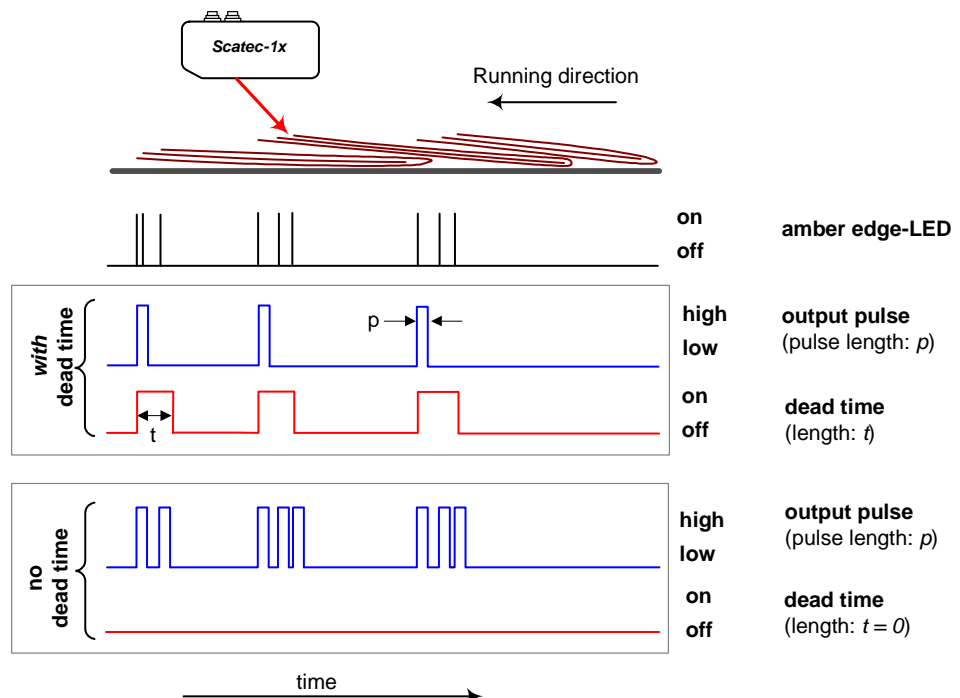 Scatec-1x
Running direction
on
off
amber edge-LED
with
dead time
p
high
low
output pulse
(pulse length: p)
t
on
off
dead time
(length: t)
no
dead time
high
low
output pulse
(pulse length: p)
on
off
dead time
(length: t = 0)
time